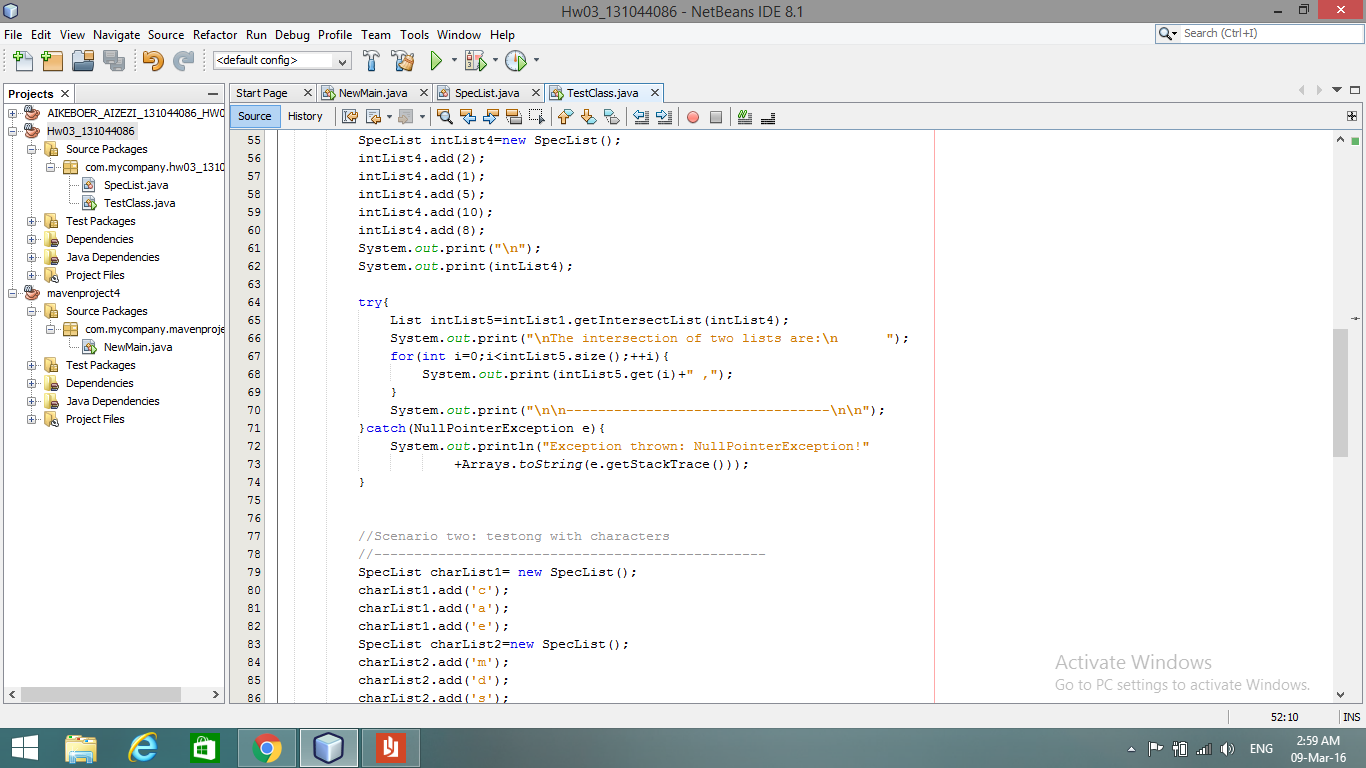 Hw03_131044086 - NetBeans IDE 8.1
File Edit View Navigate Source Refactor Run Debug Profile Team Tools Window Help
Search (Ctrl+I)
<default config>
Projects
Start Page NewMain.java SpecList.java TestClass.java
Source History
AIKEBOER_AIZEZI_131044086_HW0
Hw03_131044086
Source Packages
com.mycompany.hw03_1310
SpecList.java
TestClass.java
Test Packages
Dependencies
Java Dependencies
Project Files
mavenproject4
Source Packages
com.mycompany.mavenproje
NewMain.java
Test Packages
Dependencies
Java Dependencies
Project Files
55 SpecList intList4=new SpecList();
56 intList4.add(2);
57 intList4.add(1);
58 intList4.add(5);
59 intList4.add(10);
60 intList4.add(8);
61 System.out.print("\n");
62 System.out.print(intList4);
63
64 try{
65 List intList5=intList1.getIntersectList(intList4);
66 System.out.print("\nThe intersection of two lists are:\n      ");
67 for(int i=0;i<intList5.size();++i){
68 System.out.print(intList5.get(i)+" ,");
69 }
70 System.out.print("\n\n---------------------------------\n\n");
71 }catch(NullPointerException e){
72 System.out.println("Exception thrown: NullPointerException!"
73 +Arrays.toString(e.getStackTrace()));
74 }
75
76
77 //Scenario two: testong with characters
78 //-------------------------------------------------
79 SpecList charList1= new SpecList();
80 charList1.add('c');
81 charList1.add('a');
82 charList1.add('e');
83 SpecList charList2=new SpecList();
84 charList2.add('m');
85 charList2.add('d');
86 charList2.add('s');
Activate Windows
Go to PC settings to activate Windows.
52:10 INS
ENG
2:59 AM
09-Mar-16